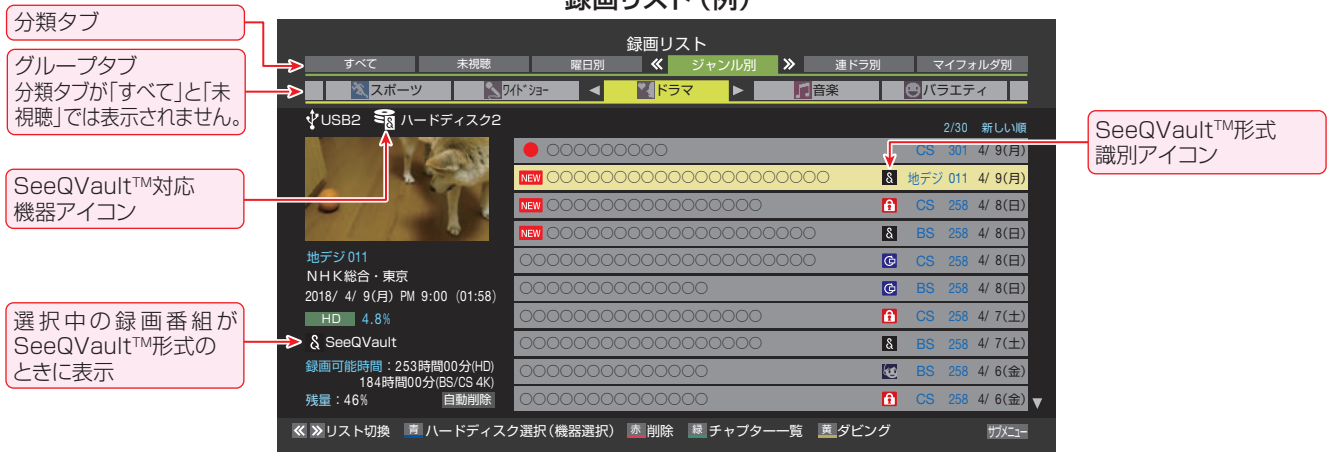 録画リスト(例)
分類タブ
グループタブ
分類タブが「すべて」と「未
視聴」では表示されません。
SeeQVault™対応
機器アイコン
選択中の録画番組が
SeeQVault™形式の
ときに表示
SeeQVault™形式
識別アイコン
録画リスト
すべて 未視聴 曜日別 ≪ ジャンル別 ≫ 連ドラ別 マイフォルダ別
スポーツ ワイドショー ◀ ドラマ ▶ 音楽 バラエティ
USB2 ハードディスク2
2/30 新しい順
● ○○○○○○○○○ CS 301 4/ 9(月)
NEW ○○○○○○○○○○○○○○○○○○○○○ & 地デジ 011 4/ 9(月)
NEW ○○○○○○○○○○○○○○○○ CS 258 4/ 8(日)
NEW ○○○○○○○○○○○○○○○○○○○○ & BS 258 4/ 8(日)
○○○○○○○○○○○○○○○○○○○○○○ CS 258 4/ 8(日)
○○○○○○○○○○○○○○ BS 258 4/ 8(日)
○○○○○○○○○○○○○○○○○○ CS 258 4/ 7(土)
○○○○○○○○○○○○○○○○○○ & BS 258 4/ 7(土)
○○○○○○○○○○○○○○ BS 258 4/ 6(金)
○○○○○○○○○○○○○○ CS 258 4/ 6(金) ▼
地デジ 011
NHK総合・東京
2018/ 4/ 9(月) PM 9:00 (01:58)
HD 4.8%
& SeeQVault
録画可能時間:253時間00分(HD)
184時間00分(BS/CS 4K)
残量:46% 自動削除
≪ ≫ リスト切換 青 ハードディスク選択(機器選択) 赤 削除 緑 チャプター一覧 黄 ダビング サブメニュー